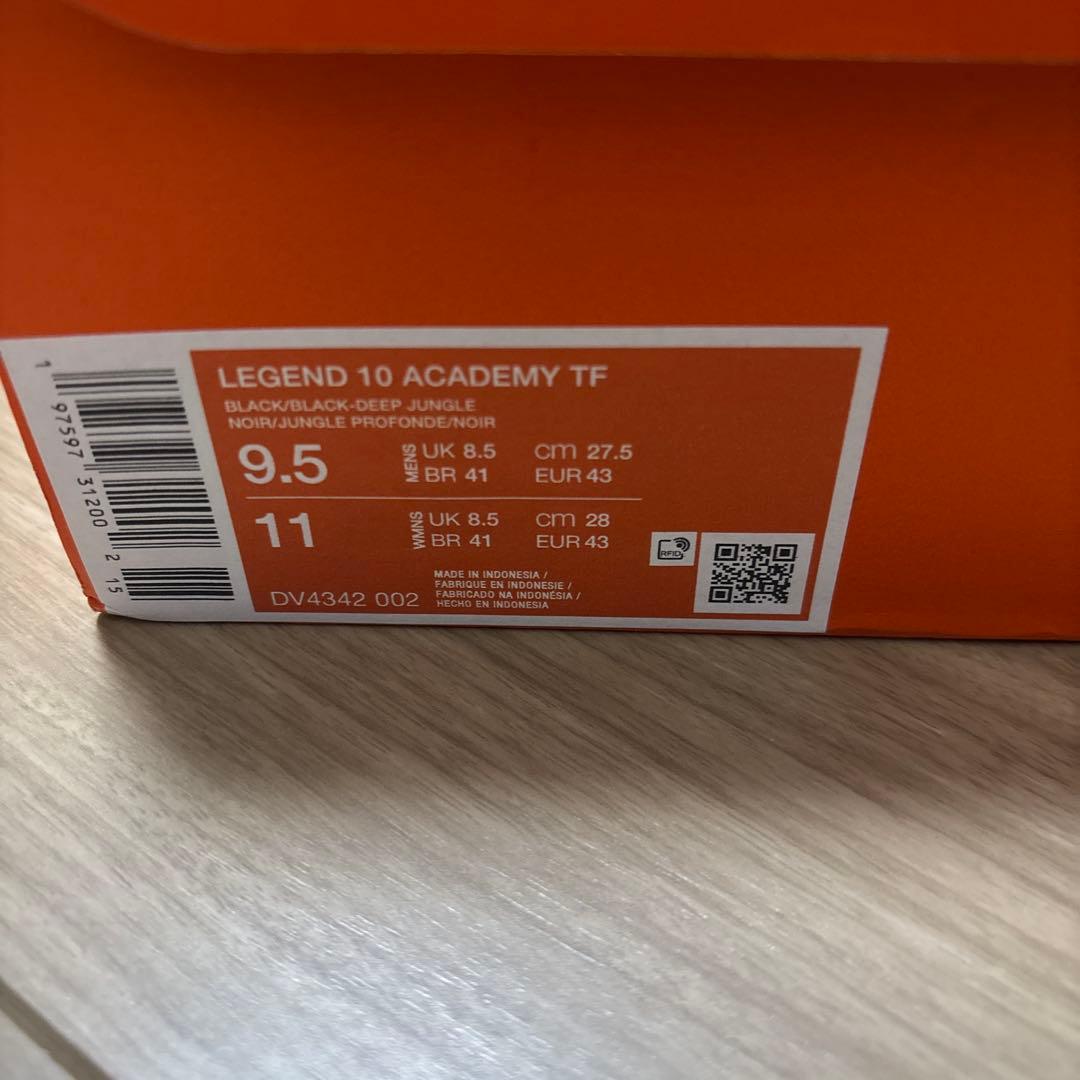 LEGEND 10 ACADEMY TF
BLACK/BLACK-DEEP JUNGLE
NOIR/JUNGLE PROFONDE/NOIR
9.5
MENS
UK 8.5 cm 27.5
BR 41 EUR 43
11
WMNS
UK 8.5 cm 28
BR 41 EUR 43
MADE IN INDONESIA /
FABRIQUE EN INDONESIE /
FABRICADO NA INDONÉSIA /
HECHO EN INDONESIA
DV4342 002
RFID
1 97597 31200 2 15